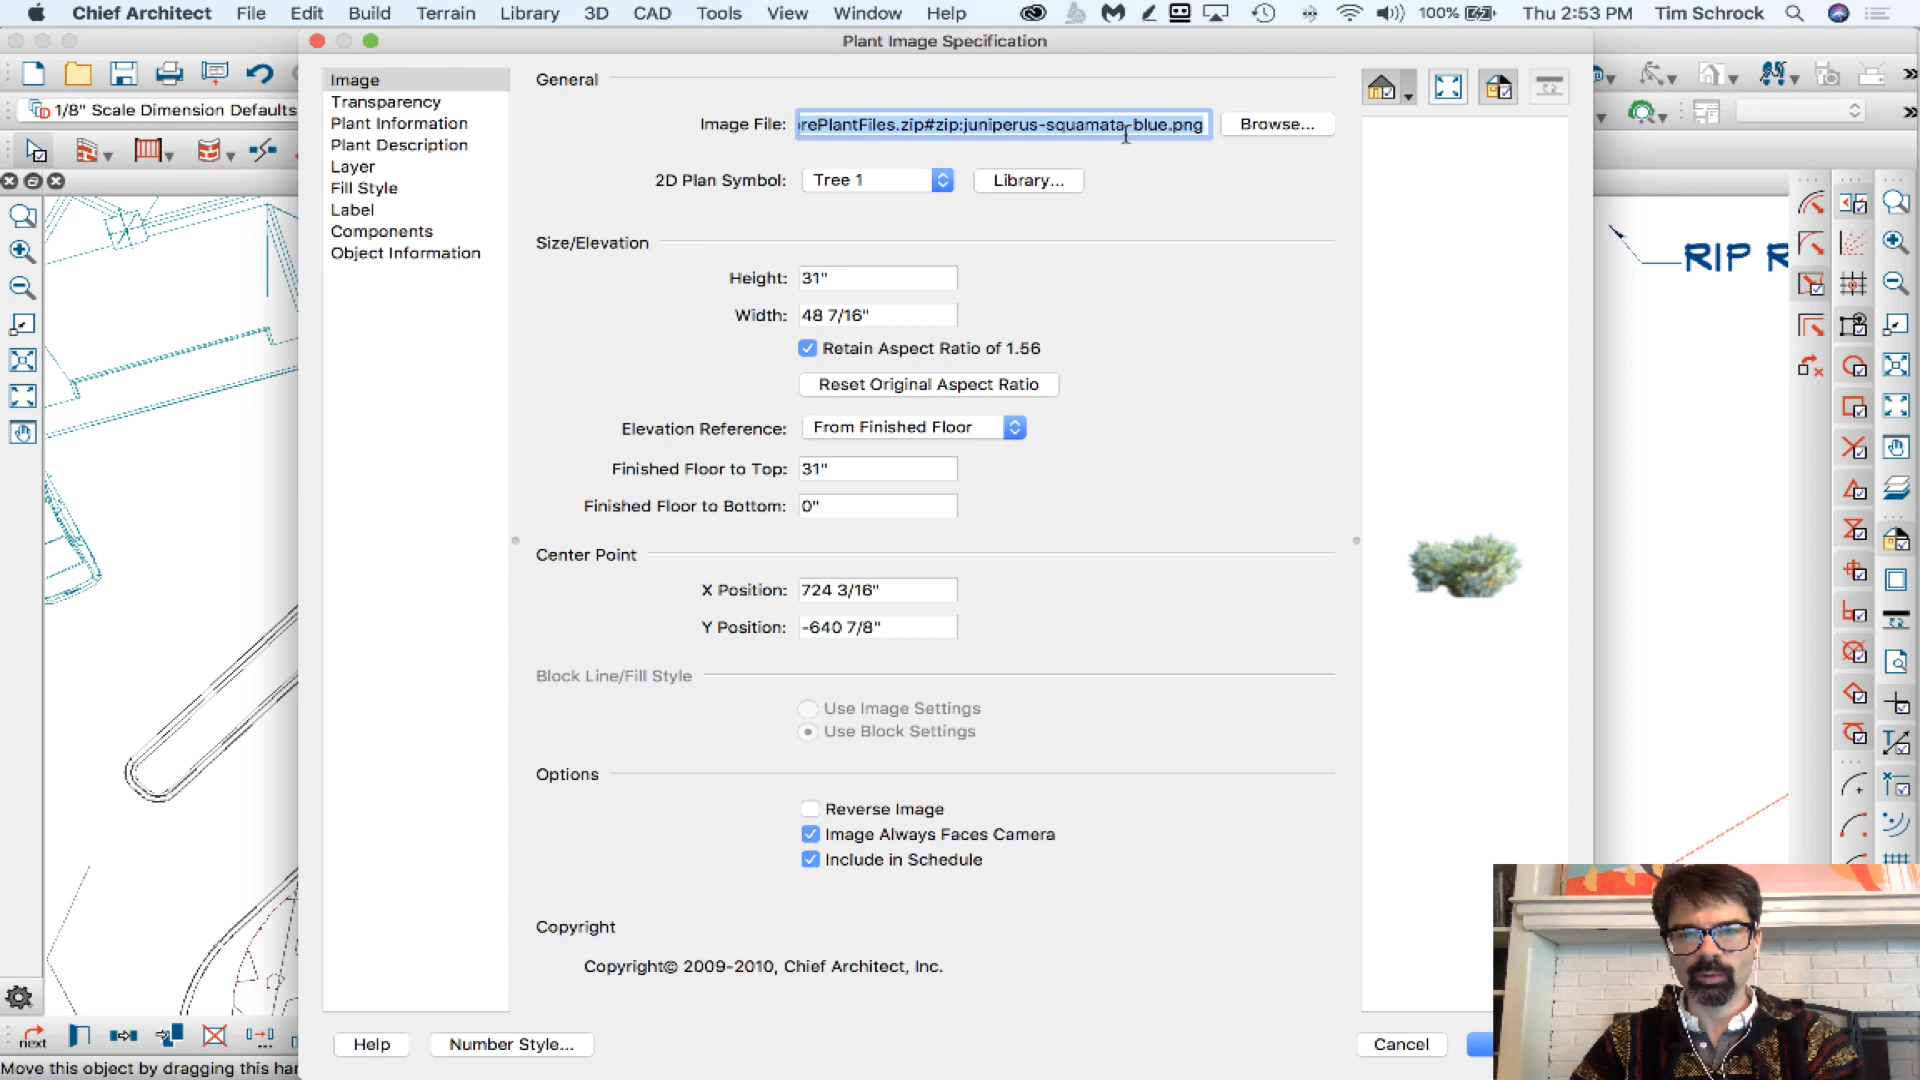 Chief Architect File Edit Build Terrain Library 3D CAD Tools View Window Help 100% Thu 2:53 PM Tim Schrock
Plant Image Specification
1/8" Scale Dimension Defaults
Image
Transparency
Plant Information
Plant Description
Layer
Fill Style
Label
Components
Object Information
General
Image File: rePlantFiles.zip#zip:juniperus-squamata-blue.png Browse...
2D Plan Symbol: Tree 1 Library...
Size/Elevation
Height: 31"
Width: 48 7/16"
Retain Aspect Ratio of 1.56
Reset Original Aspect Ratio
Elevation Reference: From Finished Floor
Finished Floor to Top: 31"
Finished Floor to Bottom: 0"
Center Point
X Position: 724 3/16"
Y Position: -640 7/8"
Block Line/Fill Style
Use Image Settings
Use Block Settings
Options
Reverse Image
Image Always Faces Camera
Include in Schedule
Copyright
Copyright© 2009-2010, Chief Architect, Inc.
Help Number Style... Cancel
RIP R
next
Move this object by dragging this ha